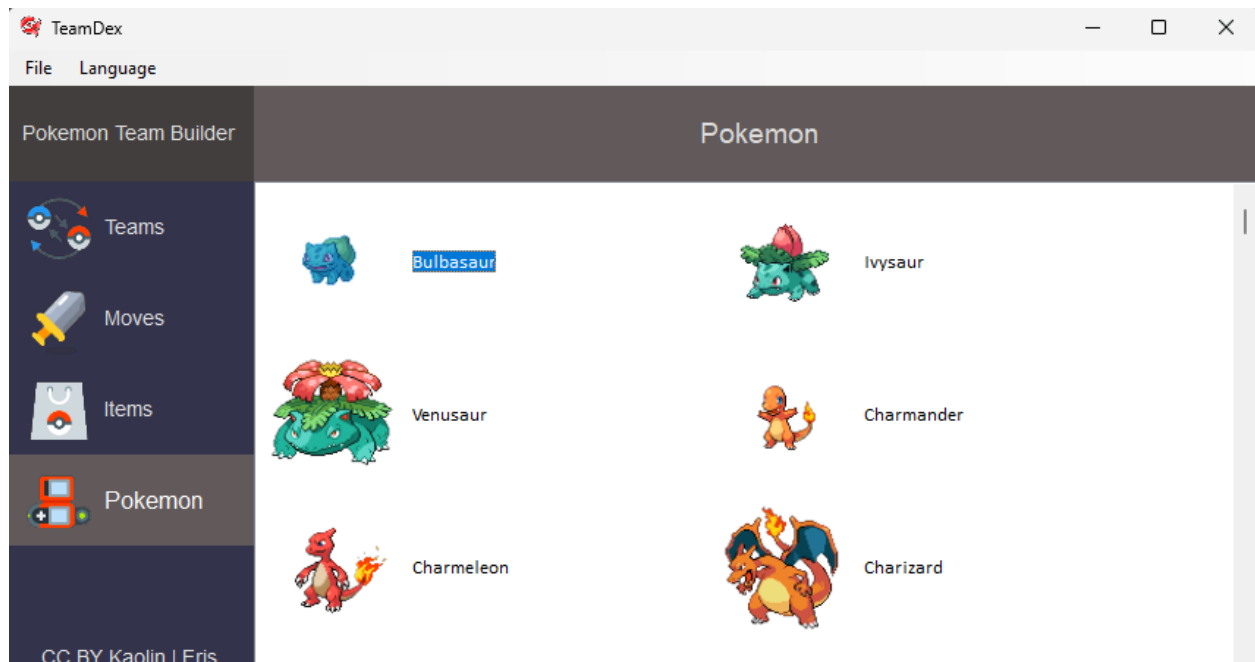 TeamDex
File Language
Pokemon Team Builder
Pokemon
Teams
Moves
Items
Pokemon
Bulbasaur
Ivysaur
Venusaur
Charmander
Charmeleon
Charizard
CC BY Kaolin | Eris